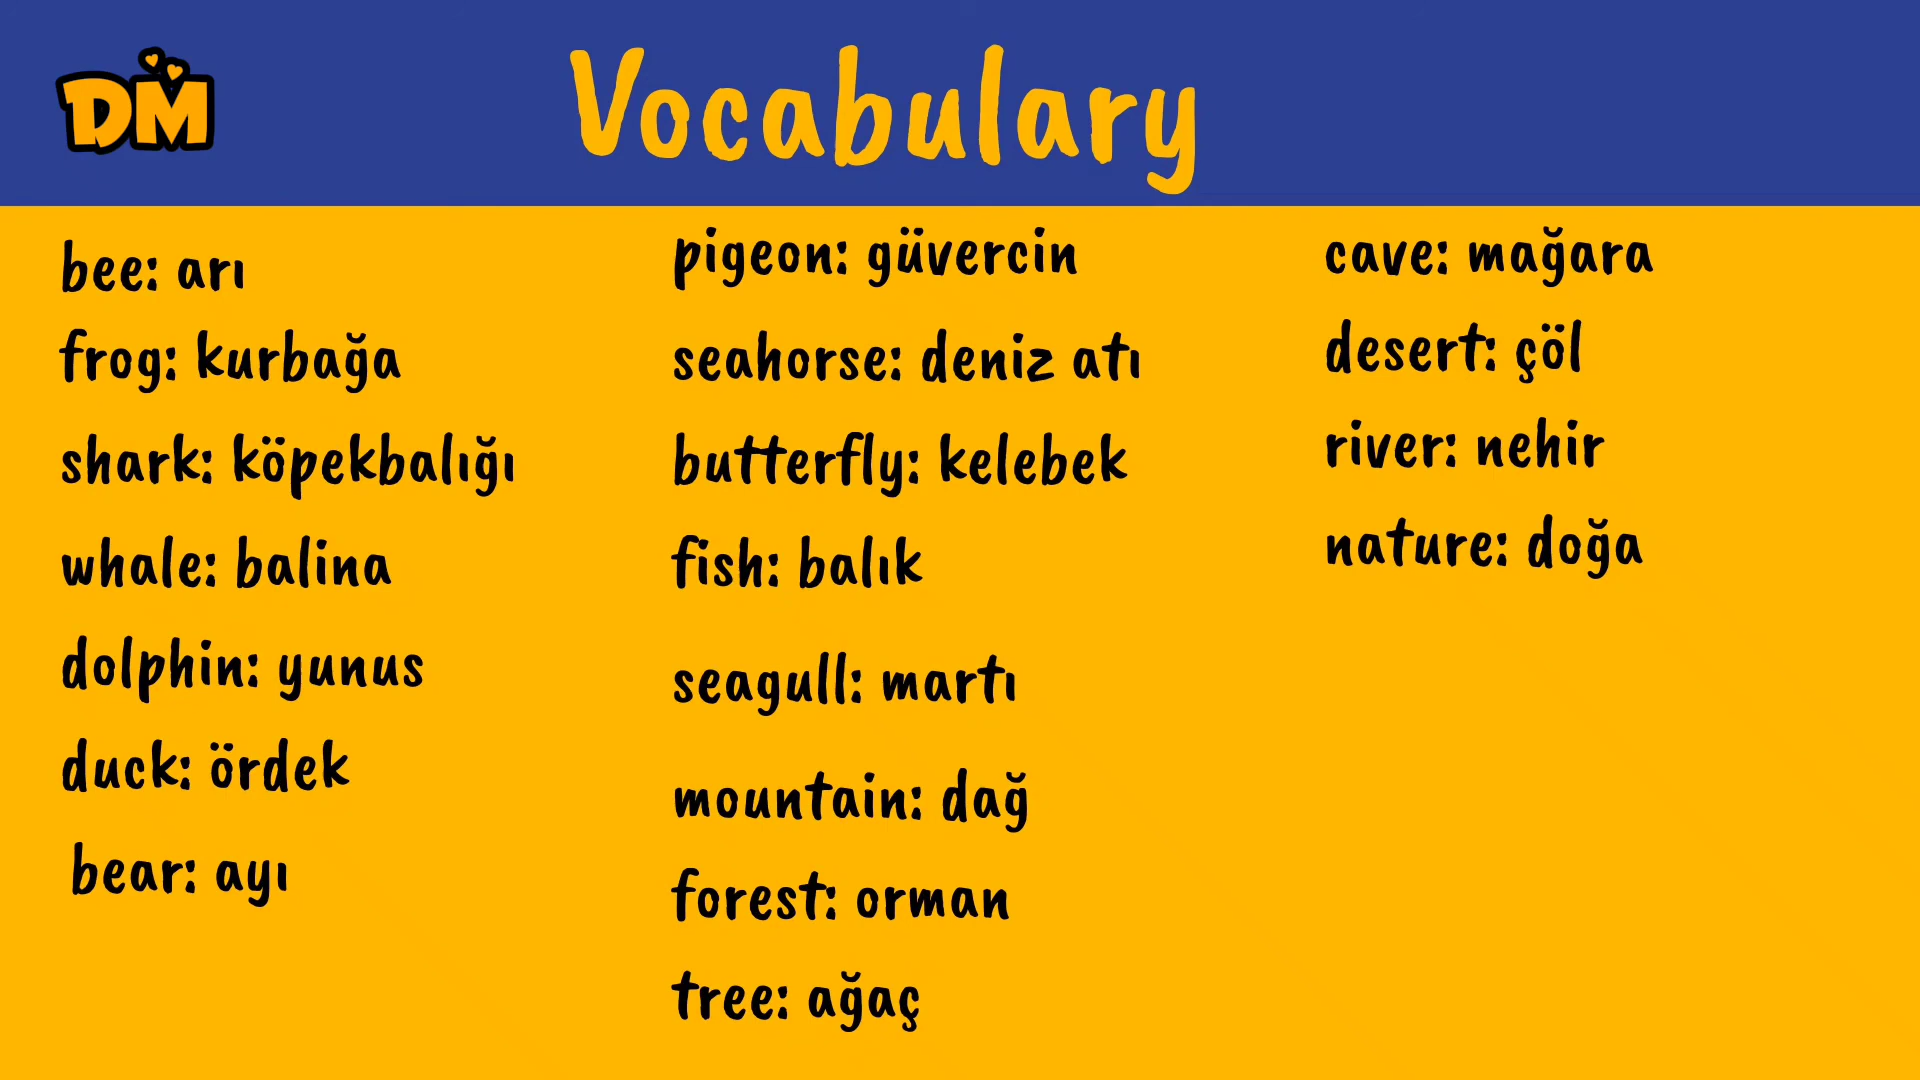 DM
Vocabulary
bee: arı
frog: kurbağa
shark: köpekbalığı
whale: balina
dolphin: yunus
duck: ördek
bear: ayı
pigeon: güvercin
seahorse: deniz atı
butterfly: kelebek
fish: balık
seagull: martı
mountain: dağ
forest: orman
tree: ağaç
cave: mağara
desert: çöl
river: nehir
nature: doğa